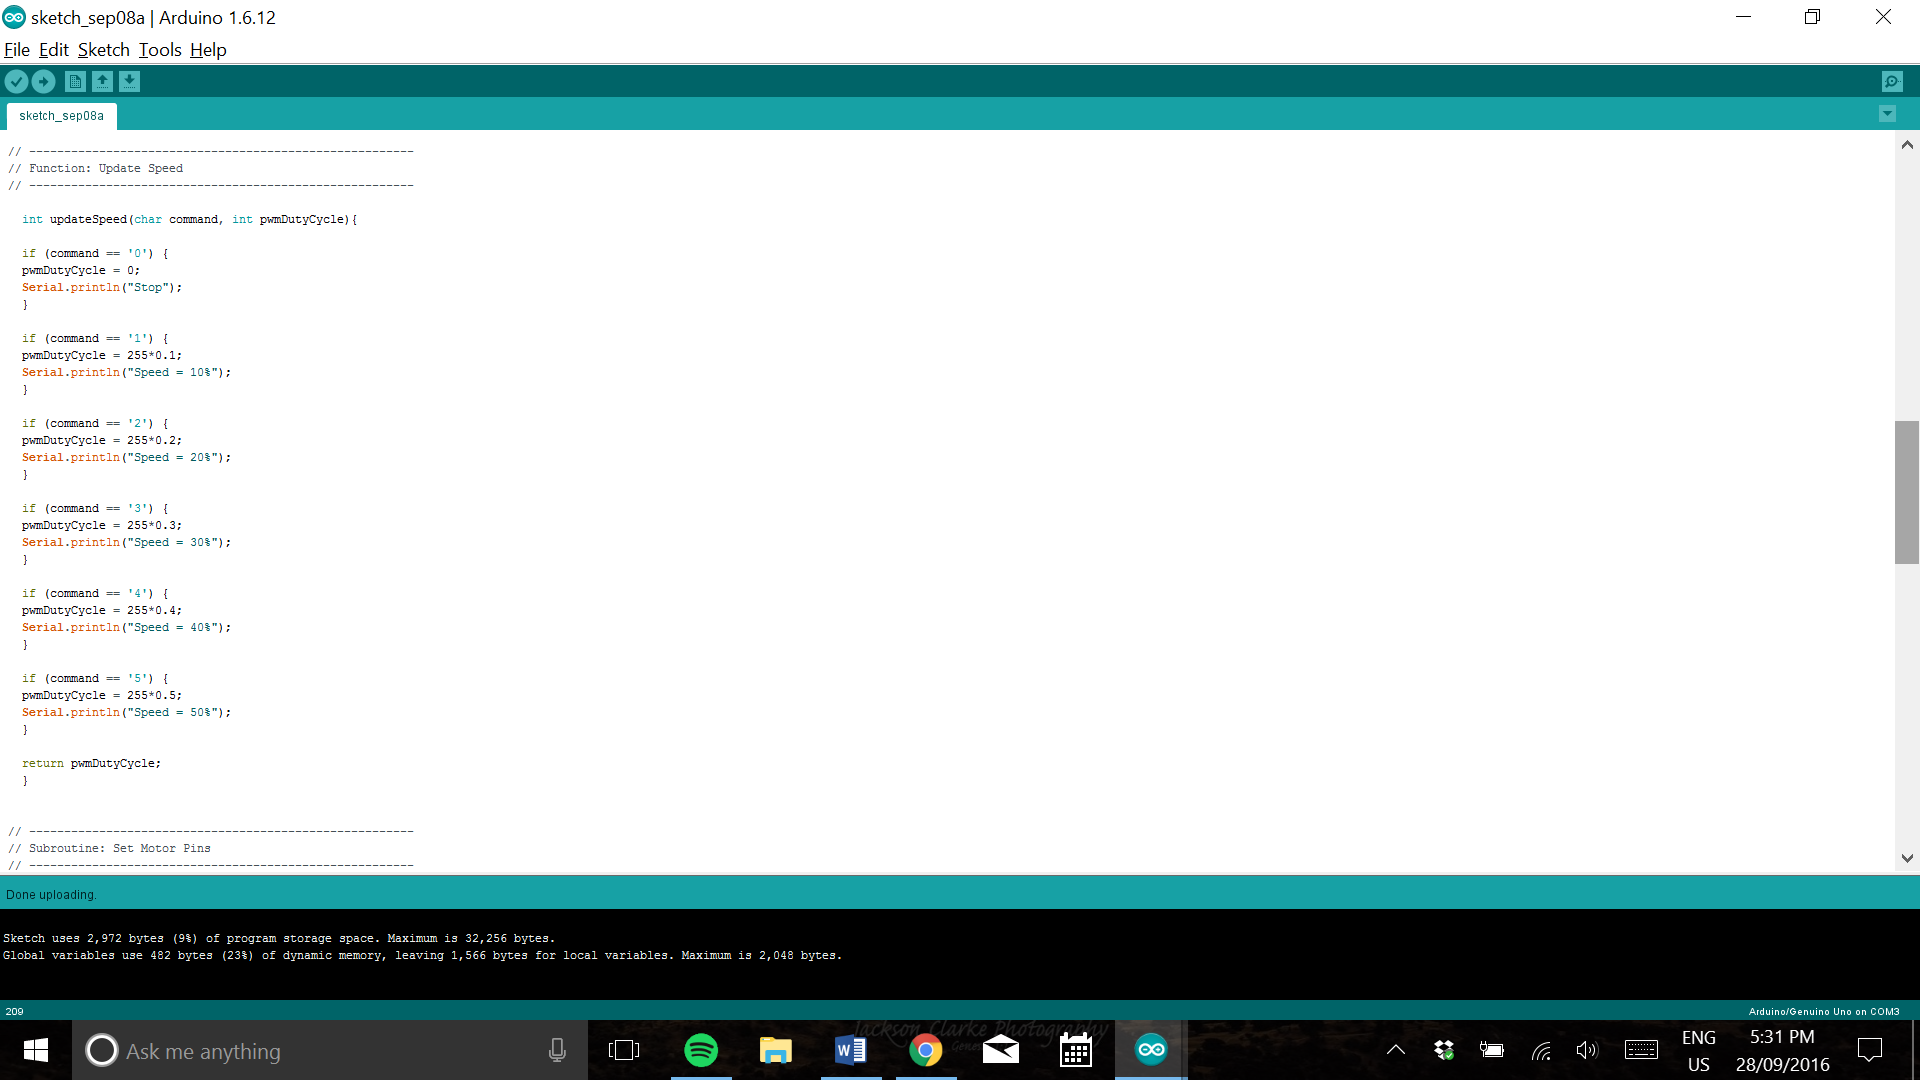 sketch_sep08a | Arduino 1.6.12
File Edit Sketch Tools Help
sketch_sep08a
// -------------------------------------------------------
// Function: Update Speed
// -------------------------------------------------------
int updateSpeed(char command, int pwmDutyCycle){
if (command == '0') {
pwmDutyCycle = 0;
Serial.println("Stop");
}
if (command == '1') {
pwmDutyCycle = 255*0.1;
Serial.println("Speed = 10%");
}
if (command == '2') {
pwmDutyCycle = 255*0.2;
Serial.println("Speed = 20%");
}
if (command == '3') {
pwmDutyCycle = 255*0.3;
Serial.println("Speed = 30%");
}
if (command == '4') {
pwmDutyCycle = 255*0.4;
Serial.println("Speed = 40%");
}
if (command == '5') {
pwmDutyCycle = 255*0.5;
Serial.println("Speed = 50%");
}
return pwmDutyCycle;
}
// -------------------------------------------------------
// Subroutine: Set Motor Pins
// -------------------------------------------------------
Done uploading.
Sketch uses 2,972 bytes (9%) of program storage space. Maximum is 32,256 bytes.
Global variables use 482 bytes (23%) of dynamic memory, leaving 1,566 bytes for local variables. Maximum is 2,048 bytes.
209
Arduino/Genuino Uno on COM3
Jackson Clarke Photography
Ask me anything
ENG
US
5:31 PM
28/09/2016